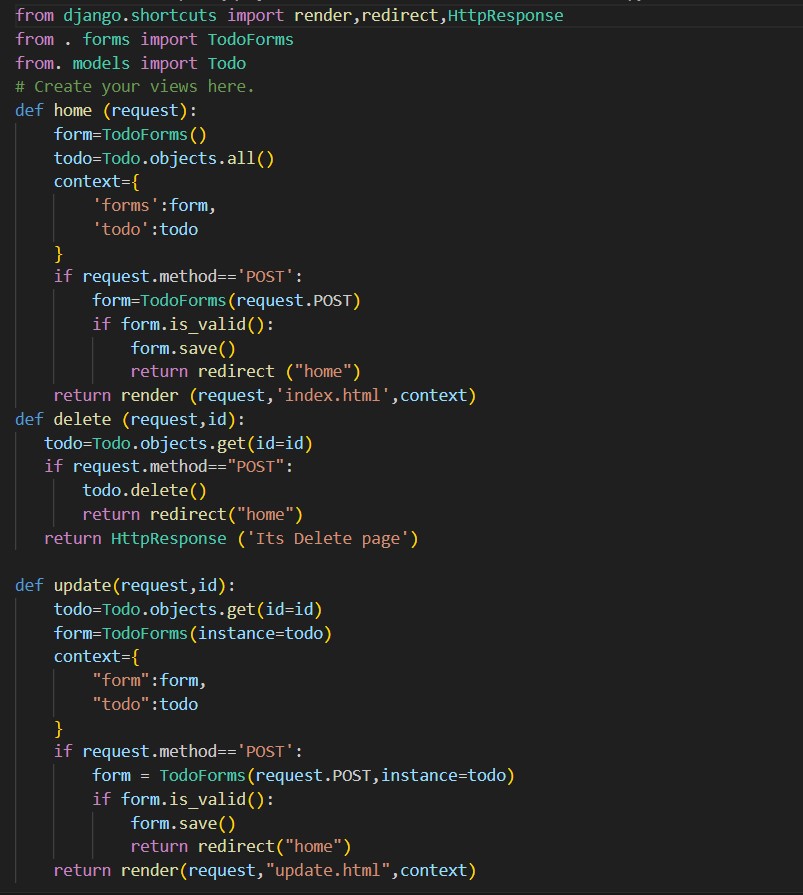 from django.shortcuts import render,redirect,HttpResponse
from . forms import TodoForms
from. models import Todo
# Create your views here.
def home (request):
    form=TodoForms()
    todo=Todo.objects.all()
    context={
        'forms':form,
        'todo':todo
    }
    if request.method=='POST':
        form=TodoForms(request.POST)
        if form.is_valid():
            form.save()
            return redirect ("home")
    return render (request,'index.html',context)
def delete (request,id):
   todo=Todo.objects.get(id=id)
   if request.method=="POST":
       todo.delete()
       return redirect("home")
   return HttpResponse ('Its Delete page')

def update(request,id):
    todo=Todo.objects.get(id=id)
    form=TodoForms(instance=todo)
    context={
        "form":form,
        "todo":todo
    }
    if request.method=='POST':
        form = TodoForms(request.POST,instance=todo)
        if form.is_valid():
            form.save()
            return redirect("home")
    return render(request,"update.html",context)